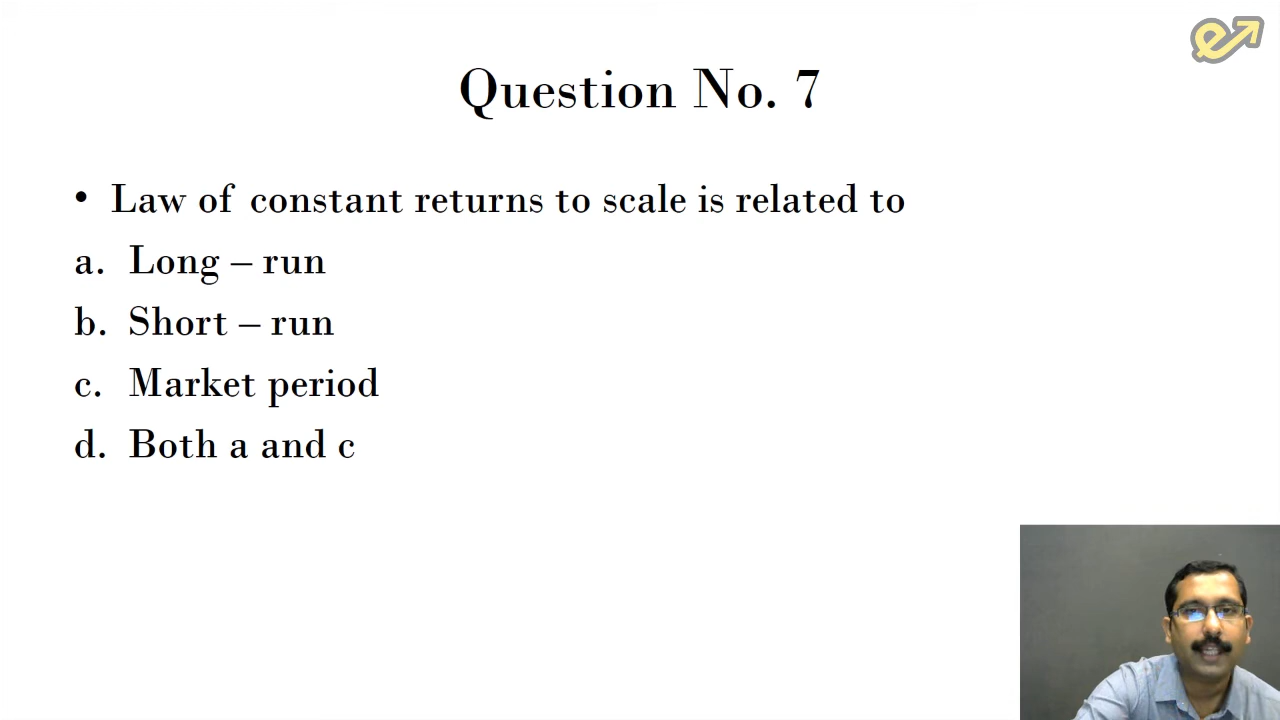 Question No. 7
• Law of constant returns to scale is related to
a. Long – run
b. Short – run
c. Market period
d. Both a and c